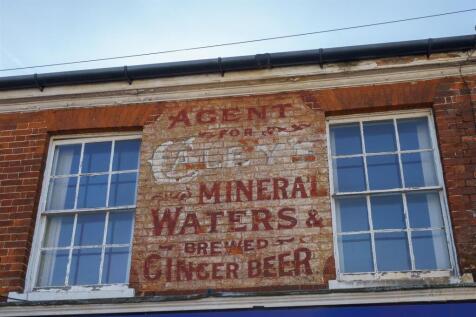 AGENT
FOR
CALEY'S
MINERAL
WATERS &
BREWED
GINGER BEER